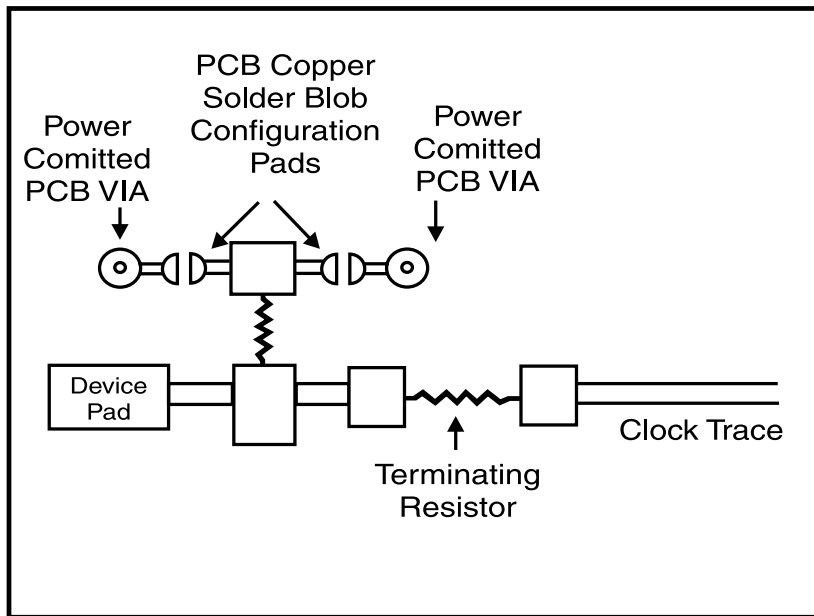 PCB Copper
Solder Blob
Configuration
Pads
Power
Comitted
PCB VIA
Power
Comitted
PCB VIA
Device
Pad
Clock Trace
Terminating
Resistor